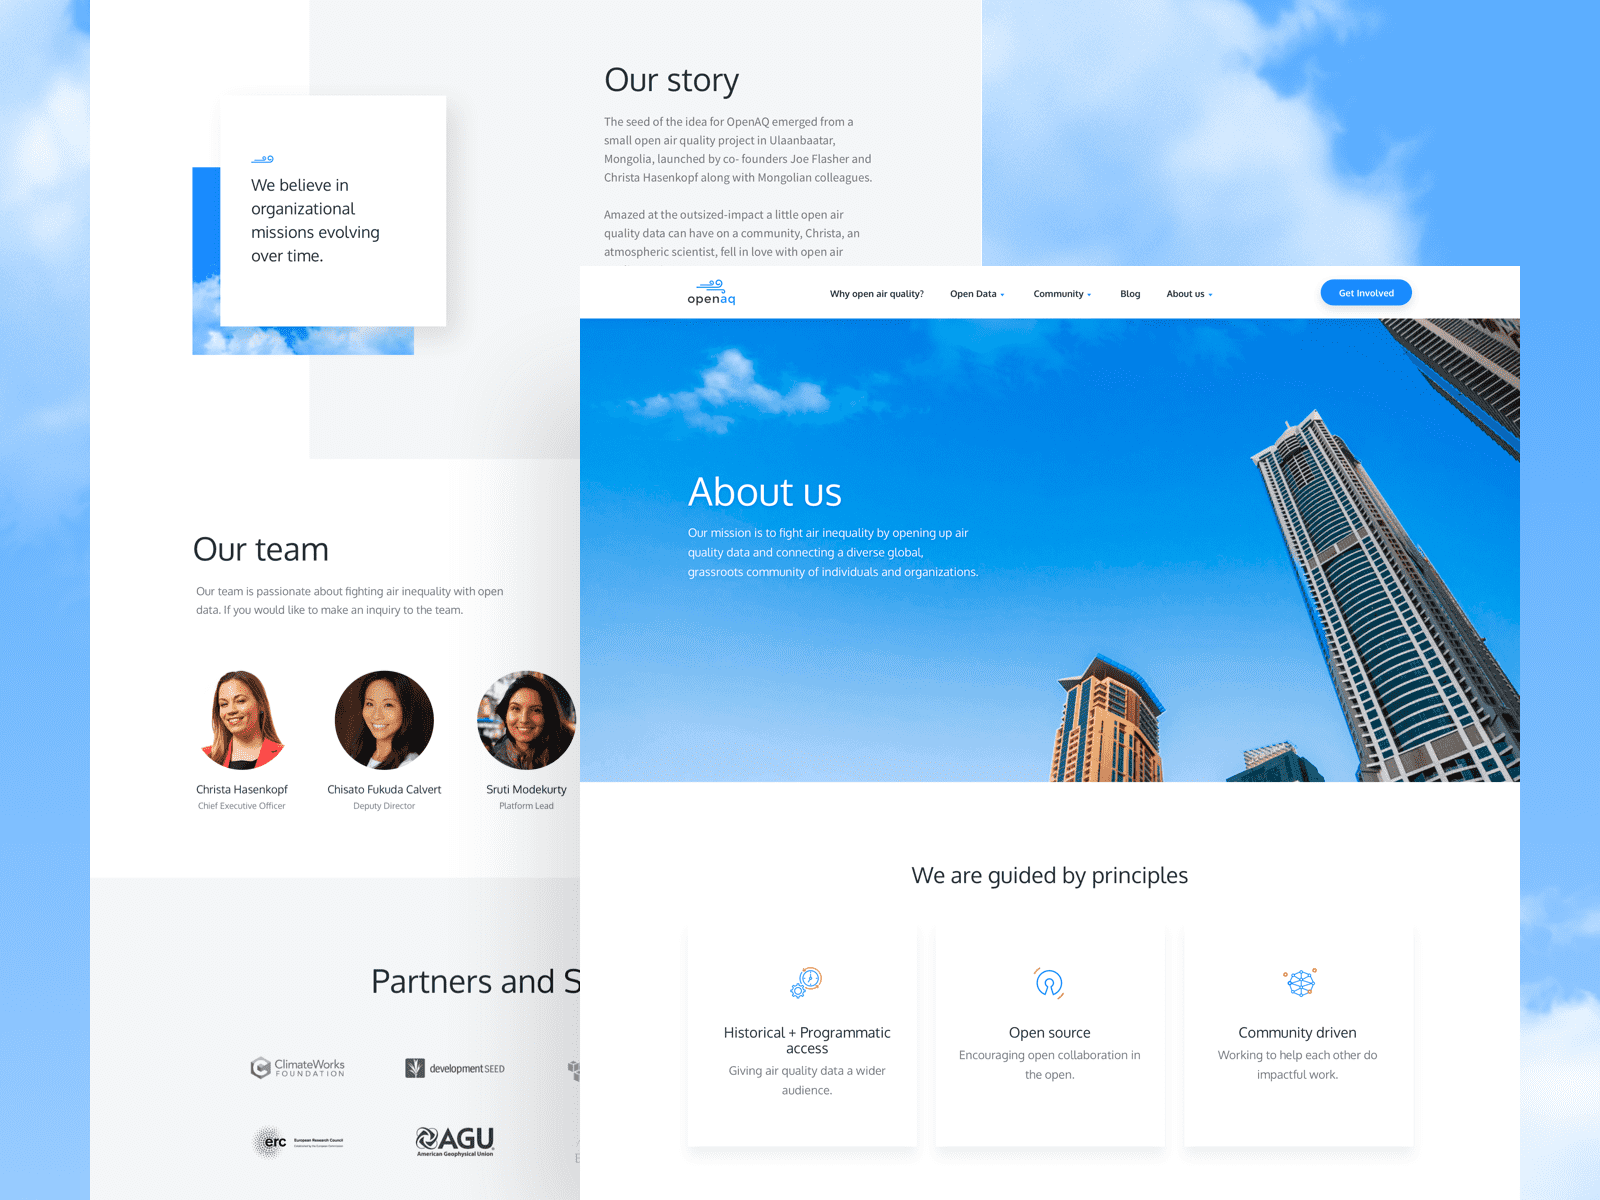 Our story
The seed of the idea for OpenAQ emerged from a
small open air quality project in Ulaanbaatar,
Mongolia, launched by co- founders Joe Flasher and
Christa Hasenkopf along with Mongolian colleagues.
Amazed at the outsized-impact a little open air
quality data can have on a community, Christa, an
atmospheric scientist, fell in love with open air
We believe in
organizational
missions evolving
over time.
Our team
Our team is passionate about fighting air inequality with open
data. If you would like to make an inquiry to the team.
Christa Hasenkopf
Chief Executive Officer
Chisato Fukuda Calvert
Deputy Director
Sruti Modekurty
Platform Lead
Partners and S
ClimateWorks
FOUNDATION
developmentSEED
erc
European Research Council
AGU
American Geophysical Union
openaq
Why open air quality?
Open Data
Community
Blog
About us
Get Involved
About us
Our mission is to fight air inequality by opening up air
quality data and connecting a diverse global,
grassroots community of individuals and organizations.
We are guided by principles
Historical + Programmatic
access
Giving air quality data a wider
audience.
Open source
Encouraging open collaboration in
the open.
Community driven
Working to help each other do
impactful work.